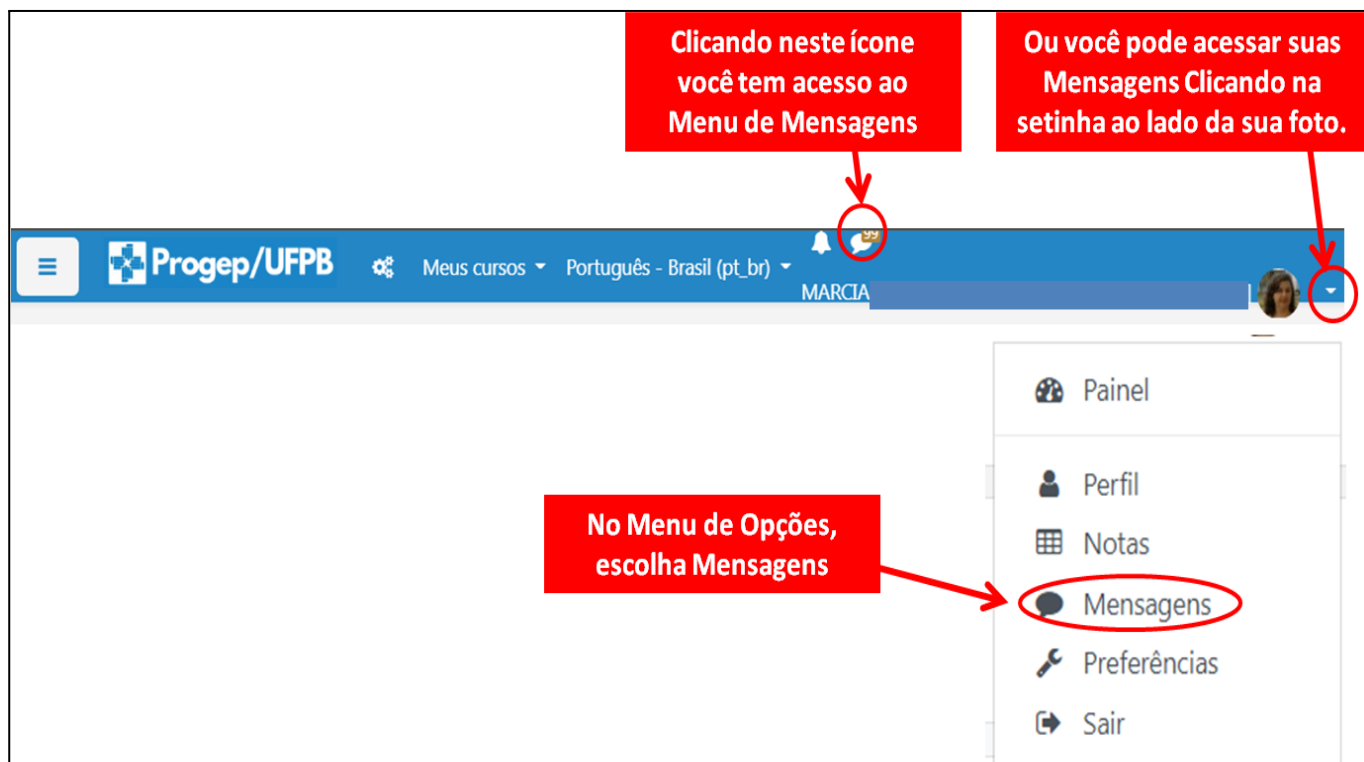 Clicando neste ícone
você tem acesso ao
Menu de Mensagens
Ou você pode acessar suas
Mensagens Clicando na
setinha ao lado da sua foto.
99
Progep/UFPB
Meus cursos
Português - Brasil (pt_br)
MARCIA
Painel
Perfil
Notas
No Menu de Opções,
escolha Mensagens
Mensagens
Preferências
Sair